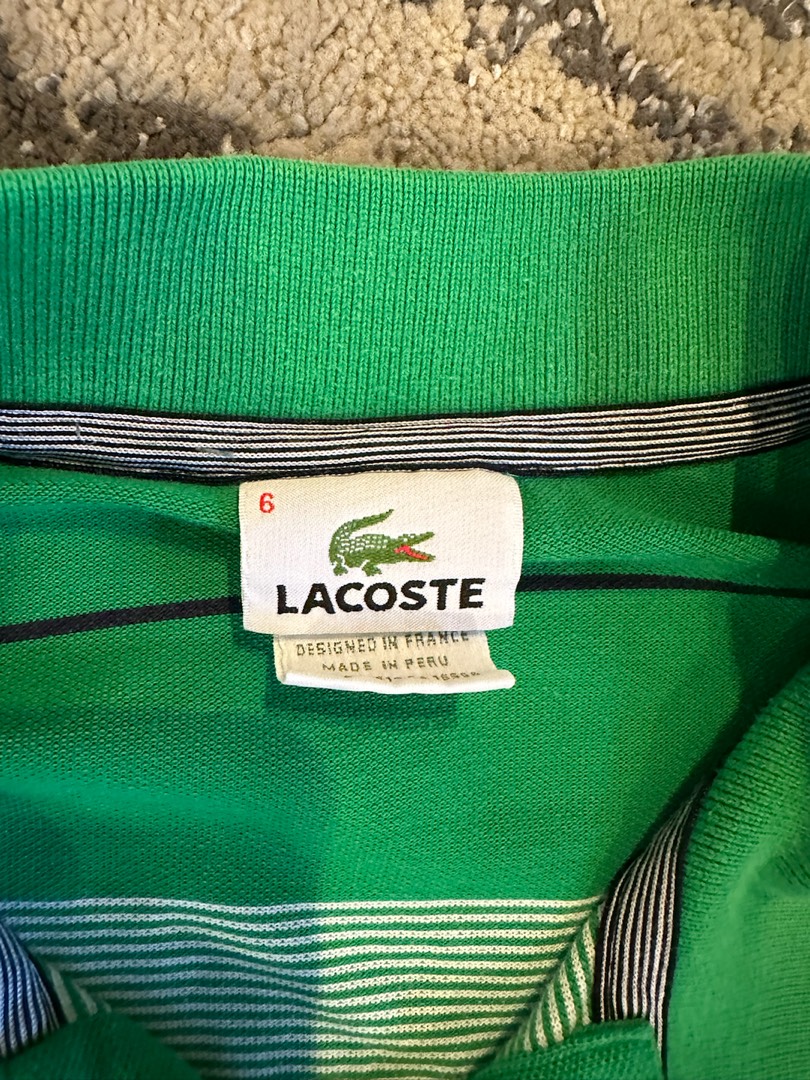 6
LACOSTE
DESIGNED IN FRANCE
MADE IN PERU